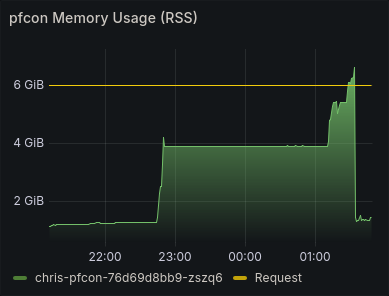 pfcon Memory Usage (RSS)
6 GiB
4 GiB
2 GiB
22:00 23:00 00:00 01:00
chris-pfcon-76d69d8bb9-zszq6 Request